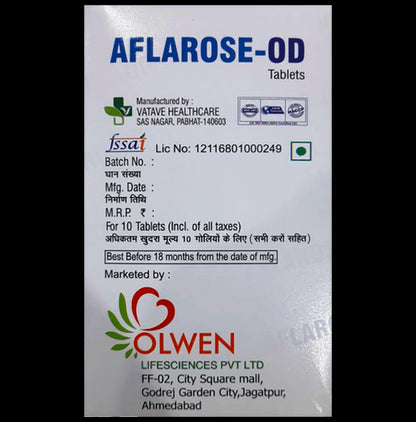 AFLAROSE-OD
Tablets
Manufactured by :
VATAVE HEALTHCARE
SAS NAGAR, PABHAT-140603
fssai Lic No: 12116801000249
Batch No. :
घान संख्या
Mfg. Date :
निर्माण तिथि
M.R.P. ₹ :
For 10 Tablets (Incl. of all taxes)
अधिकतम खुदरा मूल्य 10 गोलियों के लिए (सभी करों सहित)
Best Before 18 months from the date of mfg.
Marketed by :
OLWEN
LIFESCIENCES PVT LTD
FF-02, City Square mall,
Godrej Garden City,Jagatpur,
Ahmedabad